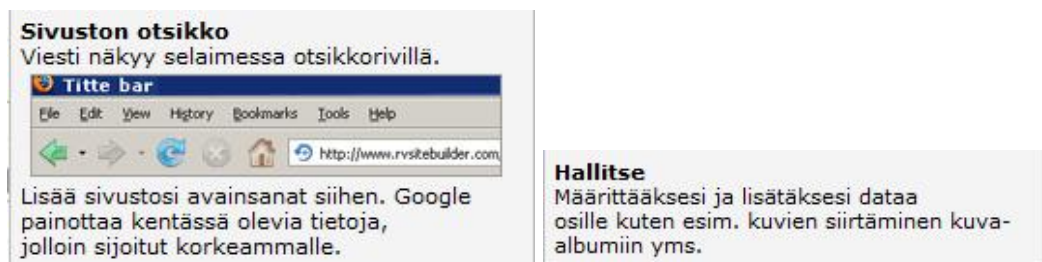 Sivuston otsikko
Viesti näkyy selaimessa otsikkorivillä.
Titte bar
File Edit View History Bookmarks Tools Help
http://www.rvsitebuilder.com,
Lisää sivustosi avainsanat siihen. Google
painottaa kentässä olevia tietoja,
jolloin sijoitut korkeammalle.
Hallitse
Määrittääksesi ja lisätäksesi dataa
osille kuten esim. kuvien siirtäminen kuva-
albumiin yms.